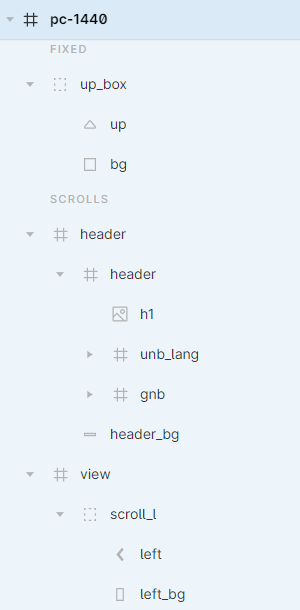 pc-1440
FIXED
up_box
up
bg
SCROLLS
header
header
h1
unb_lang
gnb
header_bg
view
scroll_l
left
left_bg